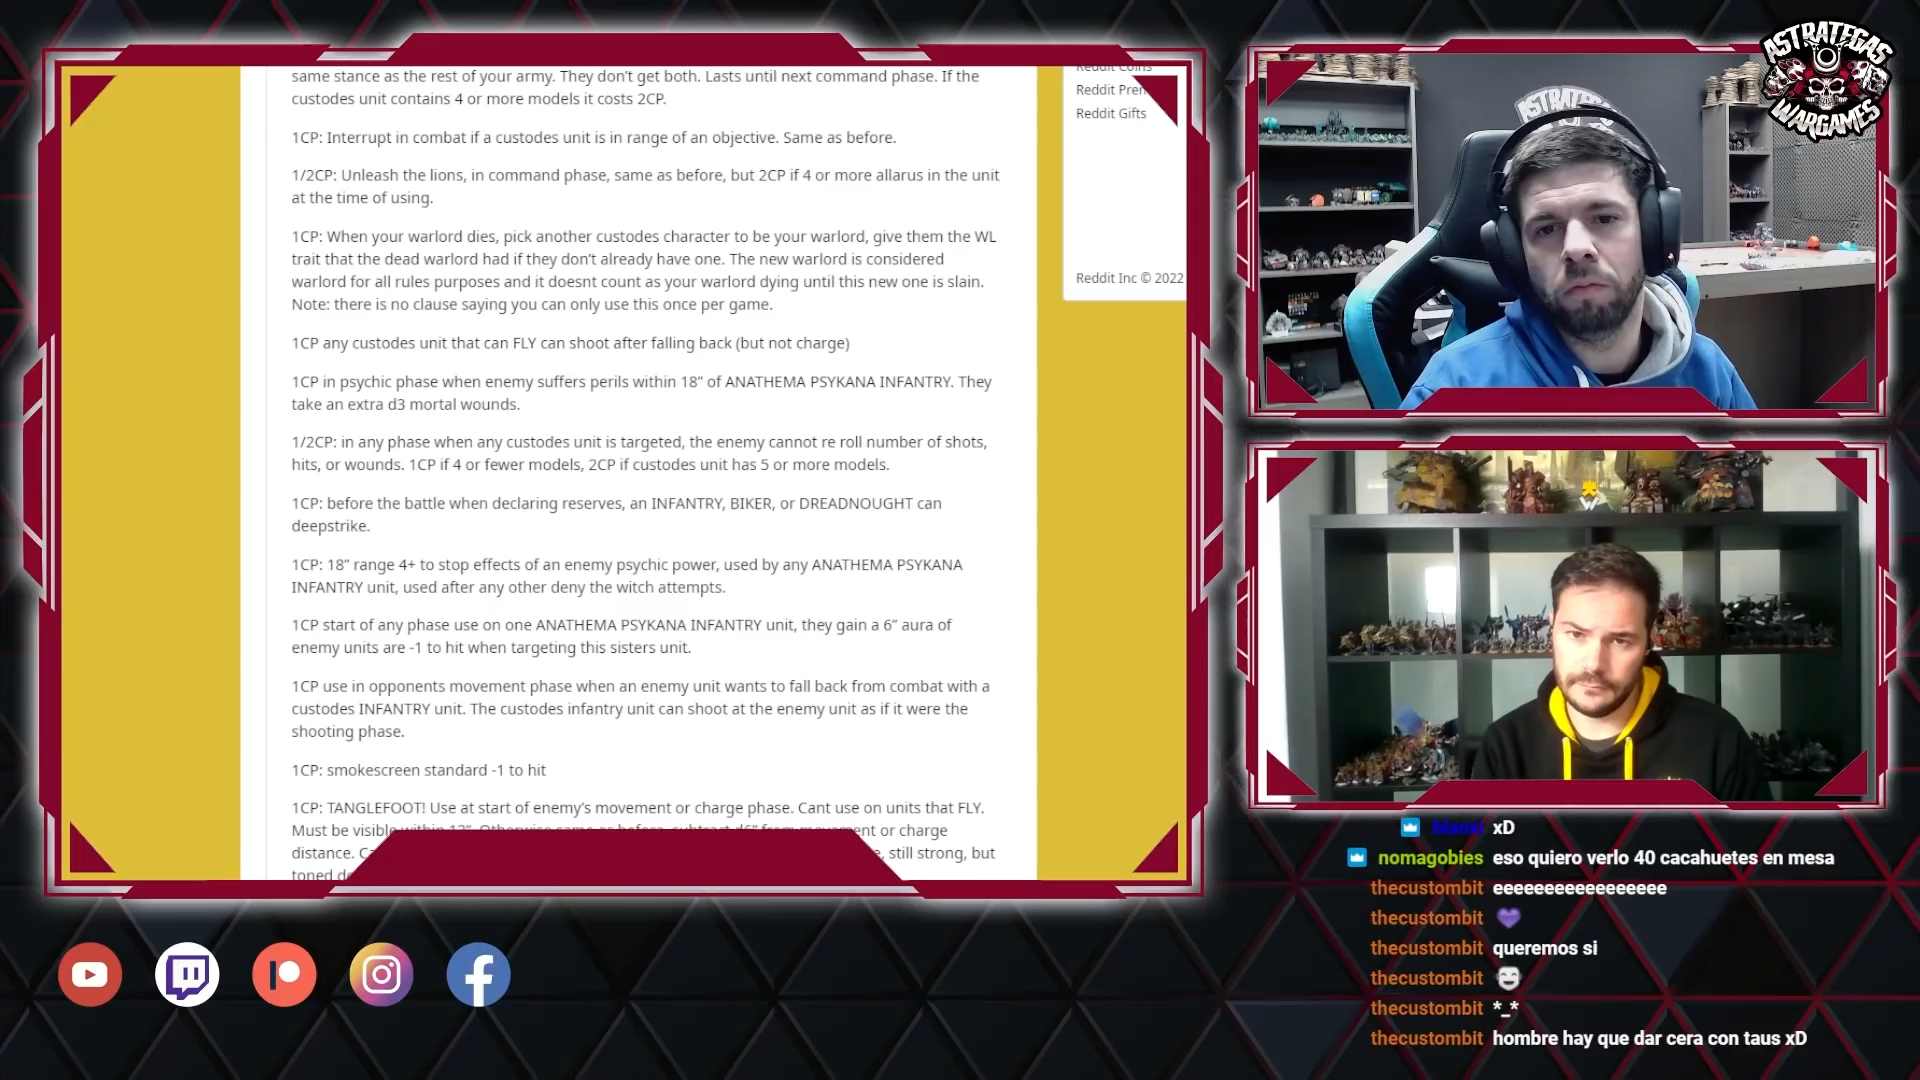 same stance as the rest of your army. They don't get both. Lasts until next command phase. If the
custodes unit contains 4 or more models it costs 2CP.
1CP: Interrupt in combat if a custodes unit is in range of an objective. Same as before.
1/2CP: Unleash the lions, in command phase, same as before, but 2CP if 4 or more allarus in the unit
at the time of using.
1CP: When your warlord dies, pick another custodes character to be your warlord, give them the WL
trait that the dead warlord had if they don't already have one. The new warlord is considered
warlord for all rules purposes and it doesnt count as your warlord dying until this new one is slain.
Note: there is no clause saying you can only use this once per game.
1CP any custodes unit that can FLY can shoot after falling back (but not charge)
1CP in psychic phase when enemy suffers perils within 18" of ANATHEMA PSYKANA INFANTRY. They
take an extra d3 mortal wounds.
1/2CP: in any phase when any custodes unit is targeted, the enemy cannot re roll number of shots,
hits, or wounds. 1CP if 4 or fewer models, 2CP if custodes unit has 5 or more models.
1CP: before the battle when declaring reserves, an INFANTRY, BIKER, or DREADNOUGHT can
deepstrike.
1CP: 18" range 4+ to stop effects of an enemy psychic power, used by any ANATHEMA PSYKANA
INFANTRY unit, used after any other deny the witch attempts.
1CP start of any phase use on one ANATHEMA PSYKANA INFANTRY unit, they gain a 6" aura of
enemy units are -1 to hit when targeting this sisters unit.
1CP use in opponents movement phase when an enemy unit wants to fall back from combat with a
custodes INFANTRY unit. The custodes infantry unit can shoot at the enemy unit as if it were the
shooting phase.
1CP: smokescreen standard -1 to hit
1CP: TANGLEFOOT! Use at start of enemy's movement or charge phase. Cant use on units that FLY.
Must be visible within 12". Otherwise same as before, subtract d6" from movement or charge
distance. still strong, but
toned
Reddit Coins
Reddit
Reddit Gifts
Reddit Inc © 2022
ASTRATEGAS
WARGAMES
blanxi xD
nomagobies eso quiero verlo 40 cacahuetes en mesa
thecustombit eeeeeeeeeeeeeeeee
thecustombit
thecustombit queremos si
thecustombit
thecustombit *_*
thecustombit hombre hay que dar cera con taus xD